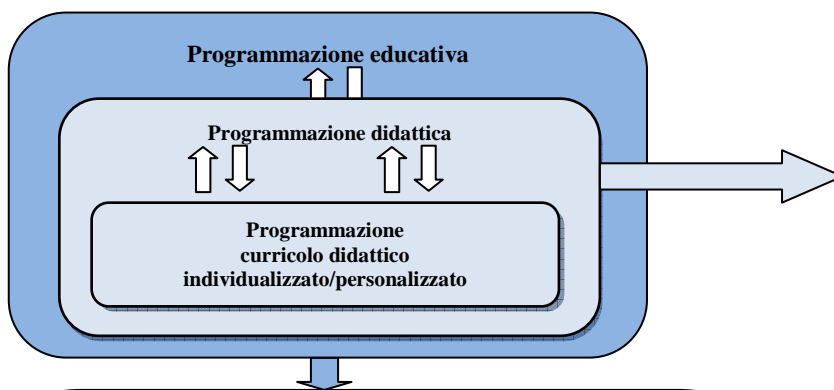 Programmazione educativa
Programmazione didattica
Programmazione
curricolo didattico
individualizzato/personalizzato